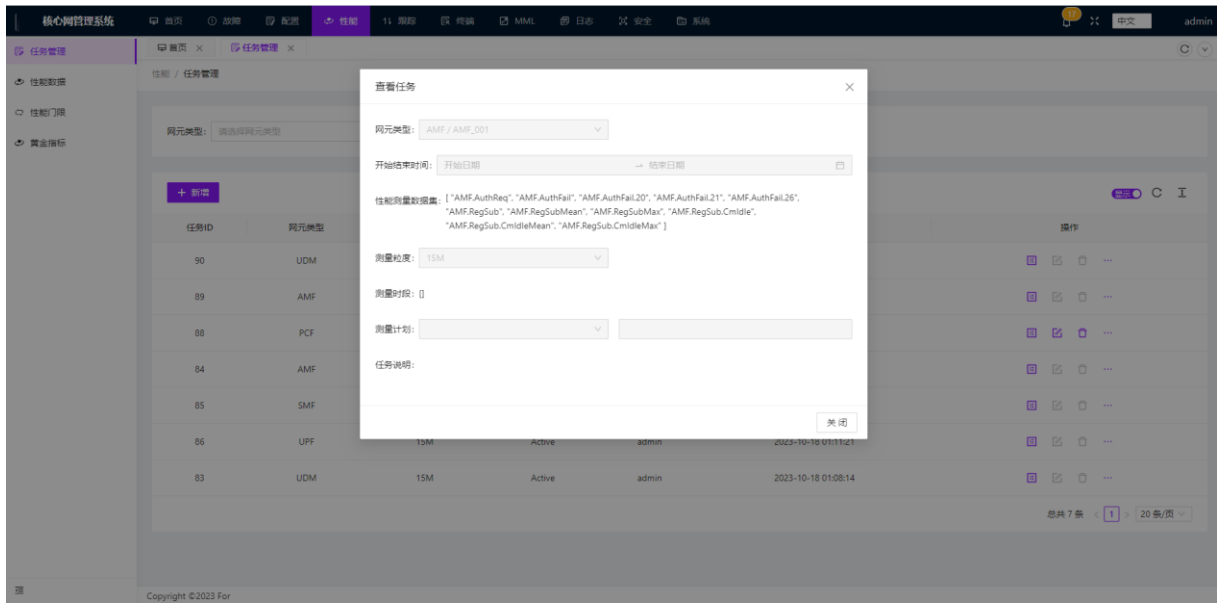 核心网管理系统 首页 故障 配置 性能 跟踪 终端 MML 日志 安全 系统 中文 admin
任务管理 首页 任务管理
性能数据 性能 / 任务管理
性能门限
黄金指标
查看任务
网元类型: 请选择网元类型
网元类型: AMF / AMF_001
开始结束时间: 开始日期 → 结束日期
+ 新增
性能测量数据集: [ "AMF.AuthReq", "AMF.AuthFail", "AMF.AuthFail.20", "AMF.AuthFail.21", "AMF.AuthFail.26",
"AMF.RegSub", "AMF.RegSubMean", "AMF.RegSubMax", "AMF.RegSub.CmIdle",
"AMF.RegSub.CmIdleMean", "AMF.RegSub.CmIdleMax" ]
任务ID 网元类型 操作
测量粒度: 15M
90 UDM
测量时段: []
89 AMF
测量计划:
88 PCF
任务说明:
84 AMF
85 SMF
关 闭
86 UPF 15M Active admin 2023-10-18 01:11:21
83 UDM 15M Active admin 2023-10-18 01:08:14
总共 7 条 < 1 > 20 条/页
Copyright ©2023 For